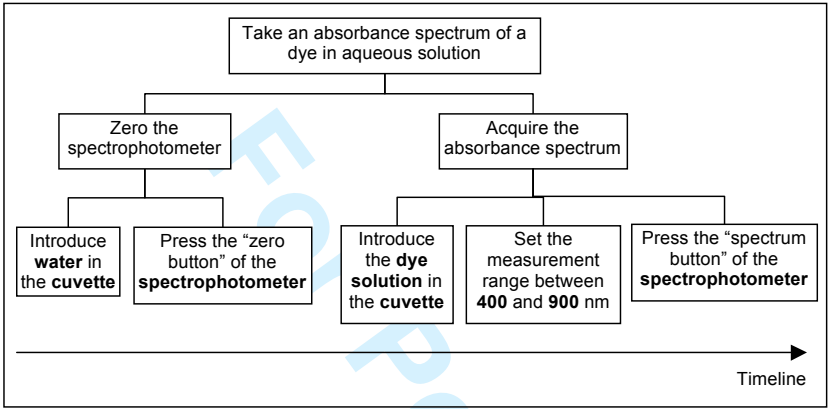 Take an absorbance spectrum of a
dye in aqueous solution
Zero the
spectrophotometer
Acquire the
absorbance spectrum
Introduce
water in
the cuvette
Press the “zero
button” of the
spectrophotometer
Introduce
the dye
solution in
the cuvette
Set the
measurement
range between
400 and 900 nm
Press the “spectrum
button” of the
spectrophotometer
Timeline